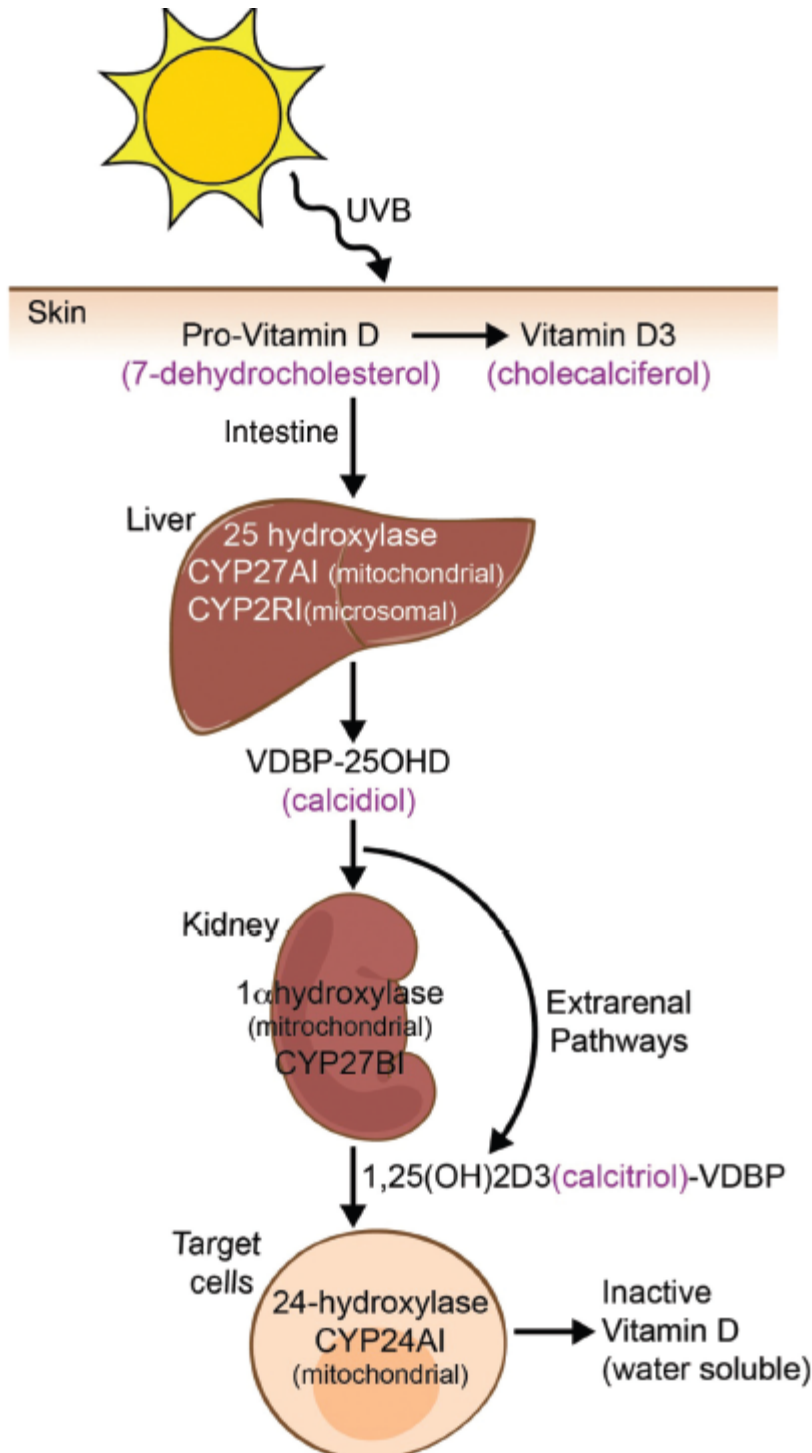 UVB
Skin
Pro-Vitamin D
Vitamin D3
(7-dehydrocholesterol)
(cholecalciferol)
Intestine
Liver
25 hydroxylase
CYP27AI (mitochondrial)
CYP2RI(microsomal)
VDBP-25OHD
(calcidiol)
Kidney
1αhydroxylase
(mitrochondrial)
CYP27BI
Extrarenal
Pathways
1,25(OH)2D3(calcitriol)-VDBP
Target
cells
24-hydroxylase
CYP24AI
(mitochondrial)
Inactive
Vitamin D
(water soluble)